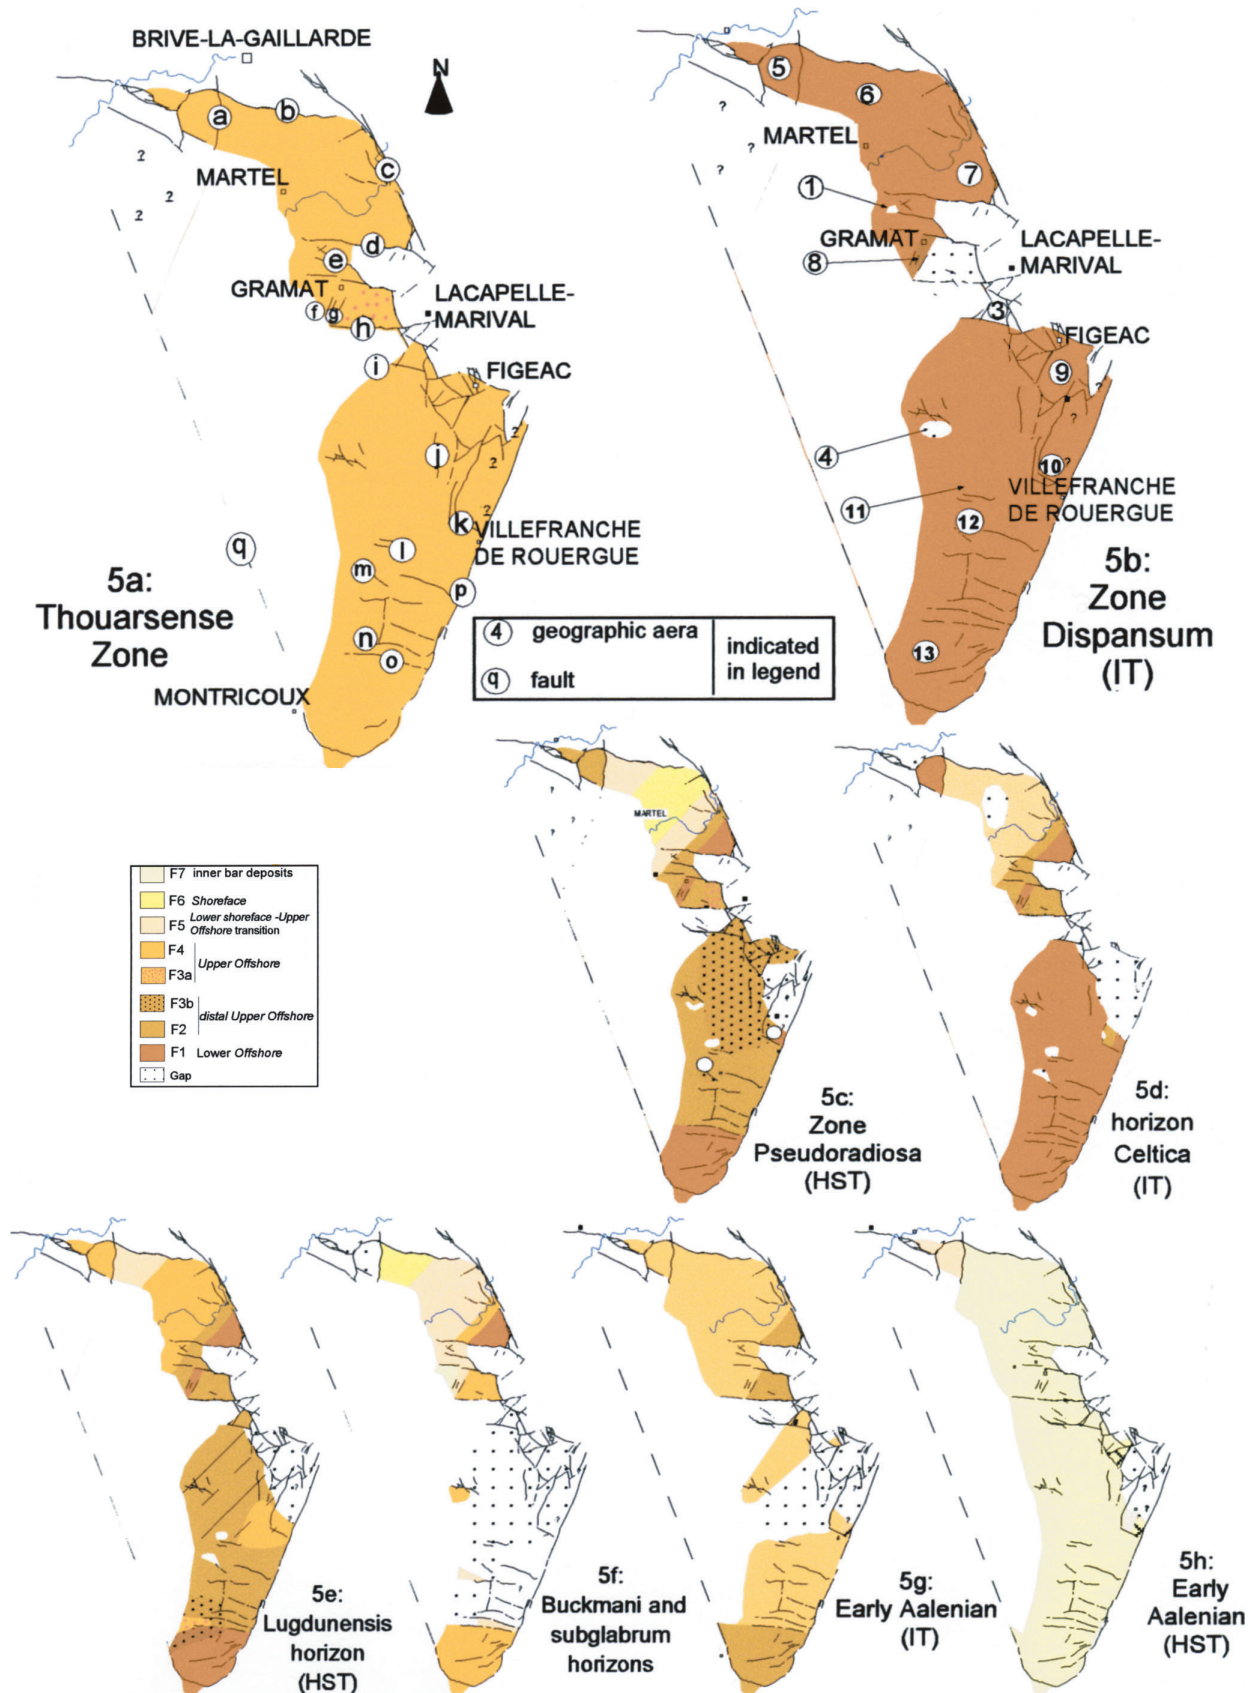 BRIVE-LA-GAILLARDE
N
a
b
c
MARTEL
d
e
GRAMAT
f
g
h
LACAPELLE-
MARIVAL
i
FIGEAC
j
k
VILLEFRANCHE
DE ROUERGUE
l
m
n
o
p
q
MONTRICOUX
5a:
Thouarsense
Zone
?
?
?
?
?
?
5
6
MARTEL
7
1
GRAMAT
8
LACAPELLE-
MARIVAL
3
FIGEAC
9
4
10
VILLEFRANCHE
DE ROUERGUE
11
12
13
?
?
?
?
?
?
5b:
Zone
Dispansum
(IT)
4 geographic aera
q fault
indicated
in legend
F7 inner bar deposits
F6 Shoreface
F5 Lower shoreface -Upper
Offshore transition
F4
Upper Offshore
F3a
F3b
distal Upper Offshore
F2
F1 Lower Offshore
Gap
MARTEL
5c:
Zone
Pseudoradiosa
(HST)
5d:
horizon
Celtica
(IT)
5e:
Lugdunensis
horizon
(HST)
5f:
Buckmani and
subglabrum
horizons
5g:
Early Aalenian
(IT)
5h:
Early
Aalenian
(HST)